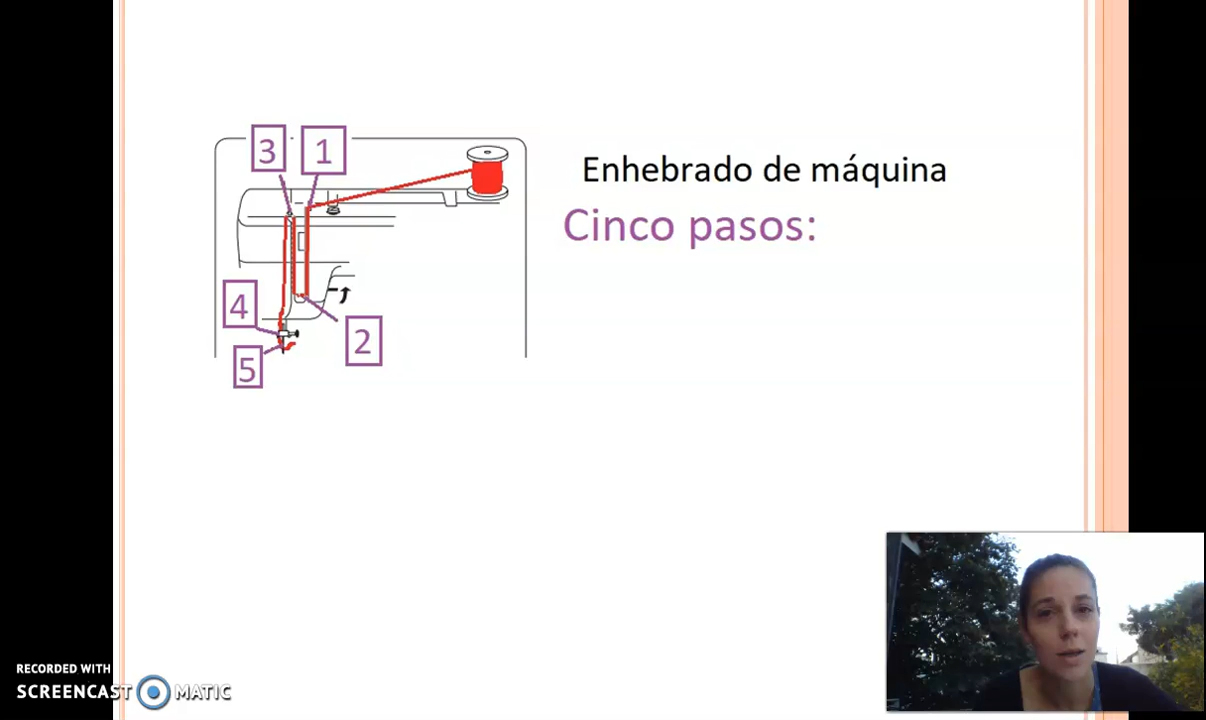 3
1
Enhebrado de máquina
Cinco pasos:
4
2
5
RECORDED WITH
SCREENCAST MATIC